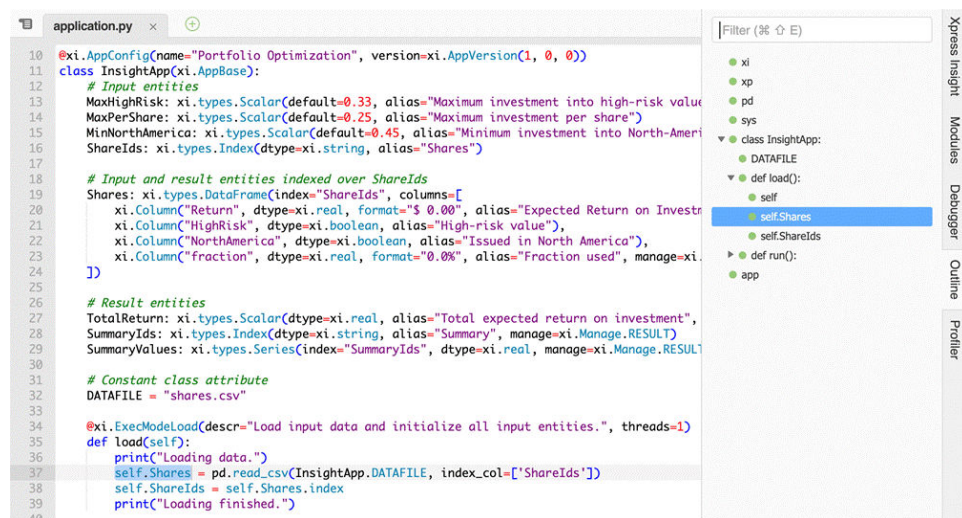 application.py ×
10 @xi.AppConfig(name="Portfolio Optimization", version=xi.AppVersion(1, 0, 0))
11 class InsightApp(xi.AppBase):
12 # Input entities
13 MaxHighRisk: xi.types.Scalar(default=0.33, alias="Maximum investment into high-risk value
14 MaxPerShare: xi.types.Scalar(default=0.25, alias="Maximum investment per share")
15 MinNorthAmerica: xi.types.Scalar(default=0.45, alias="Minimum investment into North-Ameri
16 ShareIds: xi.types.Index(dtype=xi.string, alias="Shares")
17
18 # Input and result entities indexed over ShareIds
19 Shares: xi.types.DataFrame(index="ShareIds", columns=[
20 xi.Column("Return", dtype=xi.real, format="$ 0.00", alias="Expected Return on Investm
21 xi.Column("HighRisk", dtype=xi.boolean, alias="High-risk value"),
22 xi.Column("NorthAmerica", dtype=xi.boolean, alias="Issued in North America"),
23 xi.Column("fraction", dtype=xi.real, format="0.0%", alias="Fraction used", manage=xi.
24 ])
25
26 # Result entities
27 TotalReturn: xi.types.Scalar(dtype=xi.real, alias="Total expected return on investment",
28 SummaryIds: xi.types.Index(dtype=xi.string, alias="Summary", manage=xi.Manage.RESULT)
29 SummaryValues: xi.types.Series(index="SummaryIds", dtype=xi.real, manage=xi.Manage.RESULT
30
31 # Constant class attribute
32 DATAFILE = "shares.csv"
33
34 @xi.ExecModeLoad(descr="Load input data and initialize all input entities.", threads=1)
35 def load(self):
36 print("Loading data.")
37 self.Shares = pd.read_csv(InsightApp.DATAFILE, index_col=['ShareIds'])
38 self.ShareIds = self.Shares.index
39 print("Loading finished.")
Filter (⌘ ⇧ E)
xi
xp
pd
sys
class InsightApp:
DATAFILE
def load():
self
self.Shares
self.ShareIds
def run():
app
Xpress Insight
Modules
Debugger
Outline
Profiler